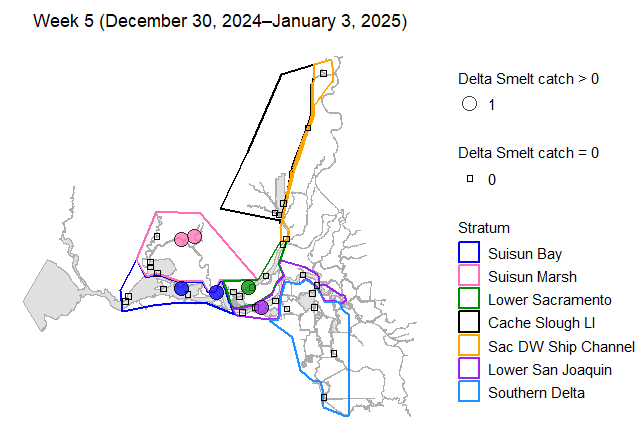 Week 5 (December 30, 2024–January 3, 2025)
Delta Smelt catch > 0
1
Delta Smelt catch = 0
0
Stratum
Suisun Bay
Suisun Marsh
Lower Sacramento
Cache Slough LI
Sac DW Ship Channel
Lower San Joaquin
Southern Delta